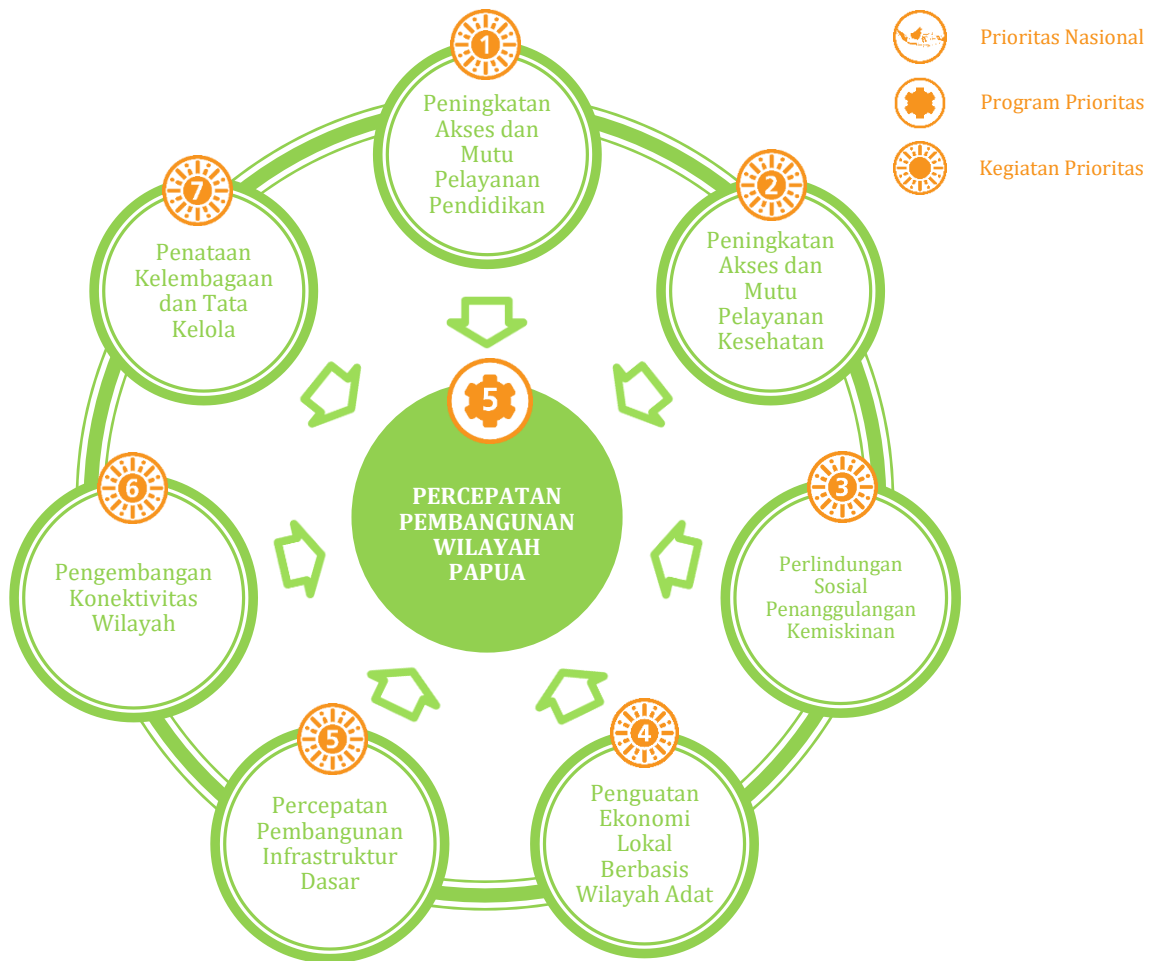 1
Peningkatan
Akses dan
Mutu
Pelayanan
Pendidikan
2
Peningkatan
Akses dan
Mutu
Pelayanan
Kesehatan
3
Perlindungan
Sosial
Penanggulangan
Kemiskinan
4
Penguatan
Ekonomi
Lokal
Berbasis
Wilayah Adat
5
Percepatan
Pembangunan
Infrastruktur
Dasar
6
Pengembangan
Konektivitas
Wilayah
7
Penataan
Kelembagaan
dan Tata
Kelola
5
PERCEPATAN
PEMBANGUNAN
WILAYAH
PAPUA
Prioritas Nasional
Program Prioritas
Kegiatan Prioritas